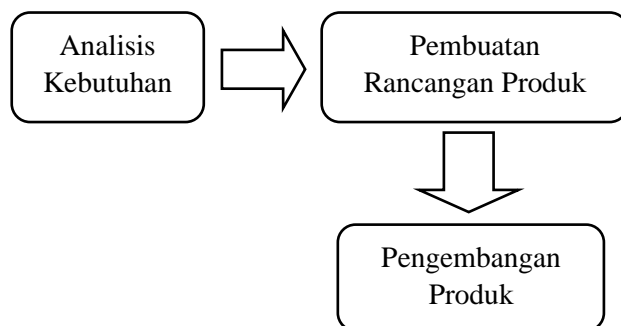 Analisis
Kebutuhan
Pembuatan
Rancangan Produk
Pengembangan
Produk